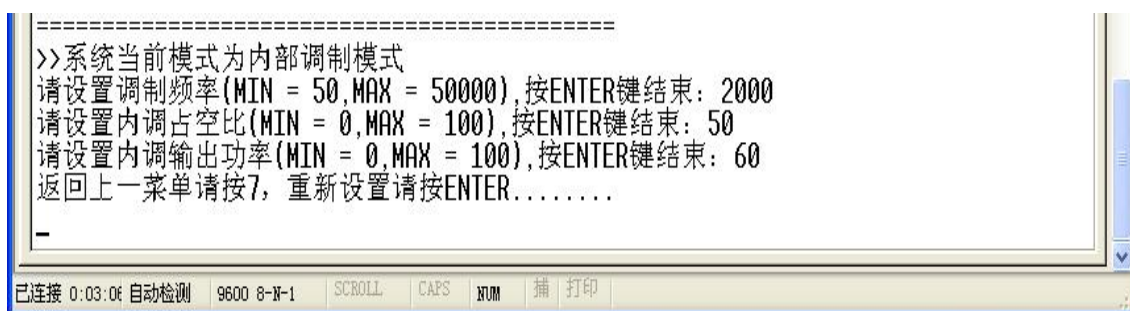 ============================================
>>系统当前模式为内部调制模式
请设置调制频率(MIN = 50,MAX = 50000),按ENTER键结束：2000
请设置内调占空比(MIN = 0,MAX = 100),按ENTER键结束：50
请设置内调输出功率(MIN = 0,MAX = 100),按ENTER键结束：60
返回上一菜单请按7，重新设置请按ENTER........
_
已连接 0:03:06 自动检测 9600 8-N-1 SCROLL CAPS NUM 捕 打印